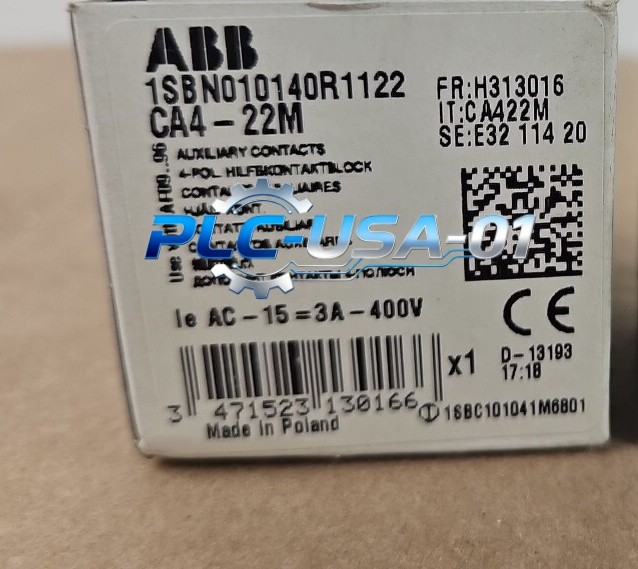 ABB
1SBN010140R1122
CA4-22M
FR:H313016
IT:CA422M
SE:E32 114 20
AUXILIARY CONTACTS
4-POL. HILFSKONTAKTBLOCK
PLC-USA-01
Ie AC-15=3A-400V
x1
D-13193
17:18
3 471523 130166
1SBC101041M6801
Made in Poland